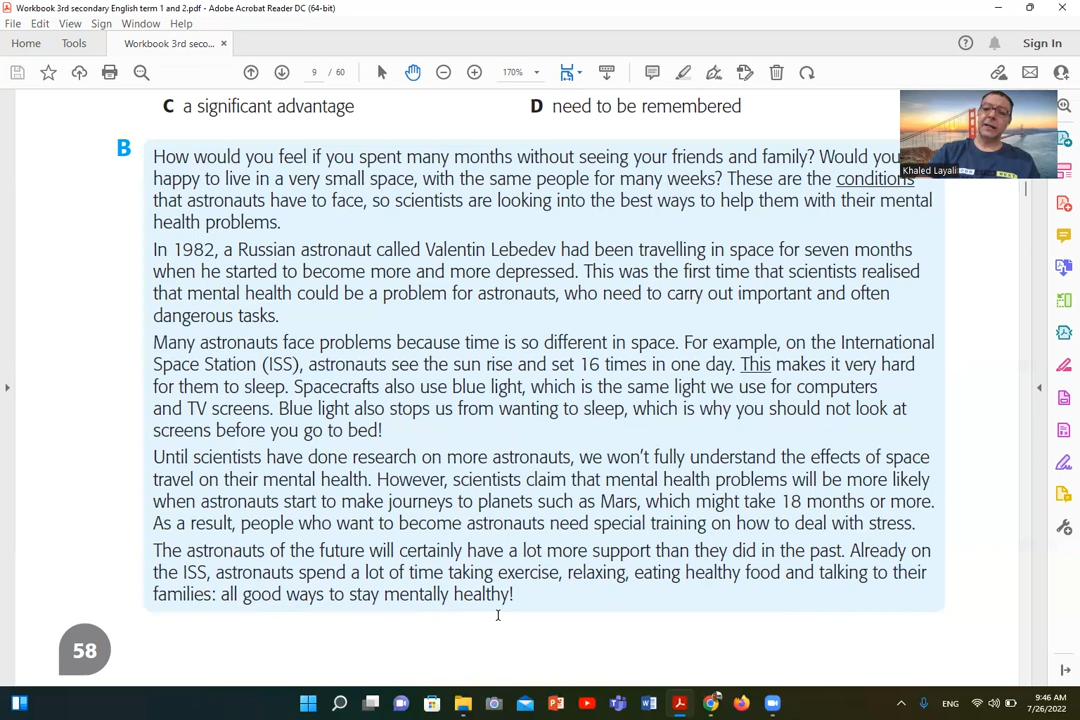 Workbook 3rd secondary English term 1 and 2.pdf - Adobe Acrobat Reader DC (64-bit)
File Edit View Sign Window Help
Home Tools Workbook 3rd seco... × Sign In
9 / 60 170%
C a significant advantage D need to be remembered
Khaled Layali
B
How would you feel if you spent many months without seeing your friends and family? Would you
happy to live in a very small space, with the same people for many weeks? These are the conditions
that astronauts have to face, so scientists are looking into the best ways to help them with their mental
health problems.
In 1982, a Russian astronaut called Valentin Lebedev had been travelling in space for seven months
when he started to become more and more depressed. This was the first time that scientists realised
that mental health could be a problem for astronauts, who need to carry out important and often
dangerous tasks.
Many astronauts face problems because time is so different in space. For example, on the International
Space Station (ISS), astronauts see the sun rise and set 16 times in one day. This makes it very hard
for them to sleep. Spacecrafts also use blue light, which is the same light we use for computers
and TV screens. Blue light also stops us from wanting to sleep, which is why you should not look at
screens before you go to bed!
Until scientists have done research on more astronauts, we won't fully understand the effects of space
travel on their mental health. However, scientists claim that mental health problems will be more likely
when astronauts start to make journeys to planets such as Mars, which might take 18 months or more.
As a result, people who want to become astronauts need special training on how to deal with stress.
The astronauts of the future will certainly have a lot more support than they did in the past. Already on
the ISS, astronauts spend a lot of time taking exercise, relaxing, eating healthy food and talking to their
families: all good ways to stay mentally healthy!
58
ENG
9:46 AM
7/26/2022